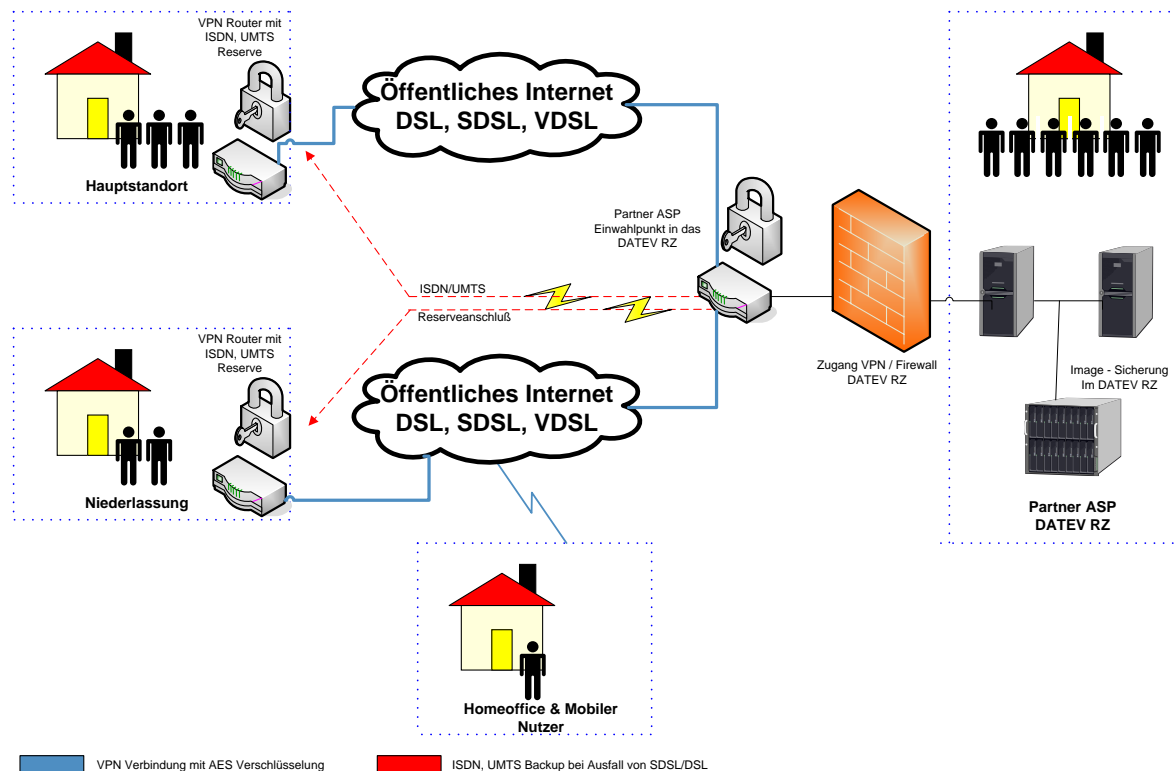 VPN Router mit
ISDN, UMTS
Reserve
Hauptstandort
Öffentliches Internet
DSL, SDSL, VDSL
Partner ASP
Einwahlpunkt in das
DATEV RZ
ISDN/UMTS
Reserveanschluß
VPN Router mit
ISDN, UMTS
Reserve
Niederlassung
Öffentliches Internet
DSL, SDSL, VDSL
Zugang VPN / Firewall
DATEV RZ
Image - Sicherung
Im DATEV RZ
Partner ASP
DATEV RZ
Homeoffice & Mobiler
Nutzer
VPN Verbindung mit AES Verschlüsselung
ISDN, UMTS Backup bei Ausfall von SDSL/DSL